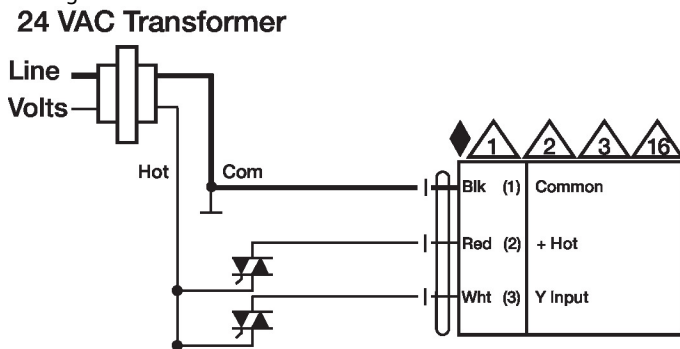 24 VAC Transformer
Line
Volts
Hot
Com
1
2
3
16
Blk (1) Common
Red (2) + Hot
Wht (3) Y Input